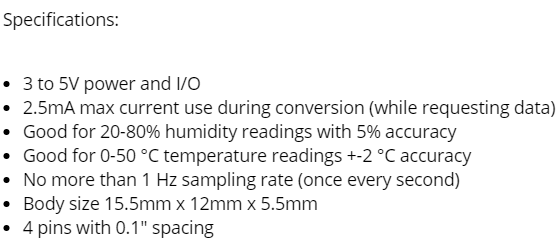 Specifications:
• 3 to 5V power and I/O
• 2.5mA max current use during conversion (while requesting data)
• Good for 20-80% humidity readings with 5% accuracy
• Good for 0-50 °C temperature readings +-2 °C accuracy
• No more than 1 Hz sampling rate (once every second)
• Body size 15.5mm x 12mm x 5.5mm
• 4 pins with 0.1" spacing